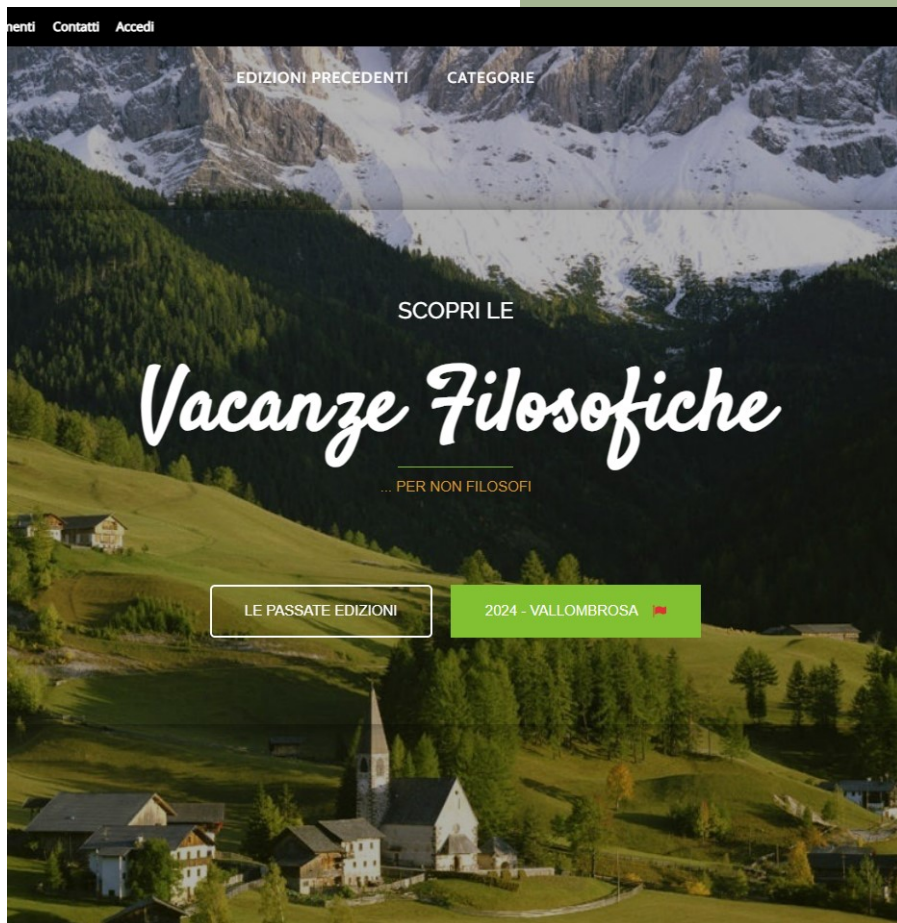 Contatti Accedi
EDIZIONI PRECEDENTI CATEGORIE
SCOPRI LE
Vacanze Filosofiche
... PER NON FILOSOFI
LE PASSATE EDIZIONI 2024 - VALLOMBROSA